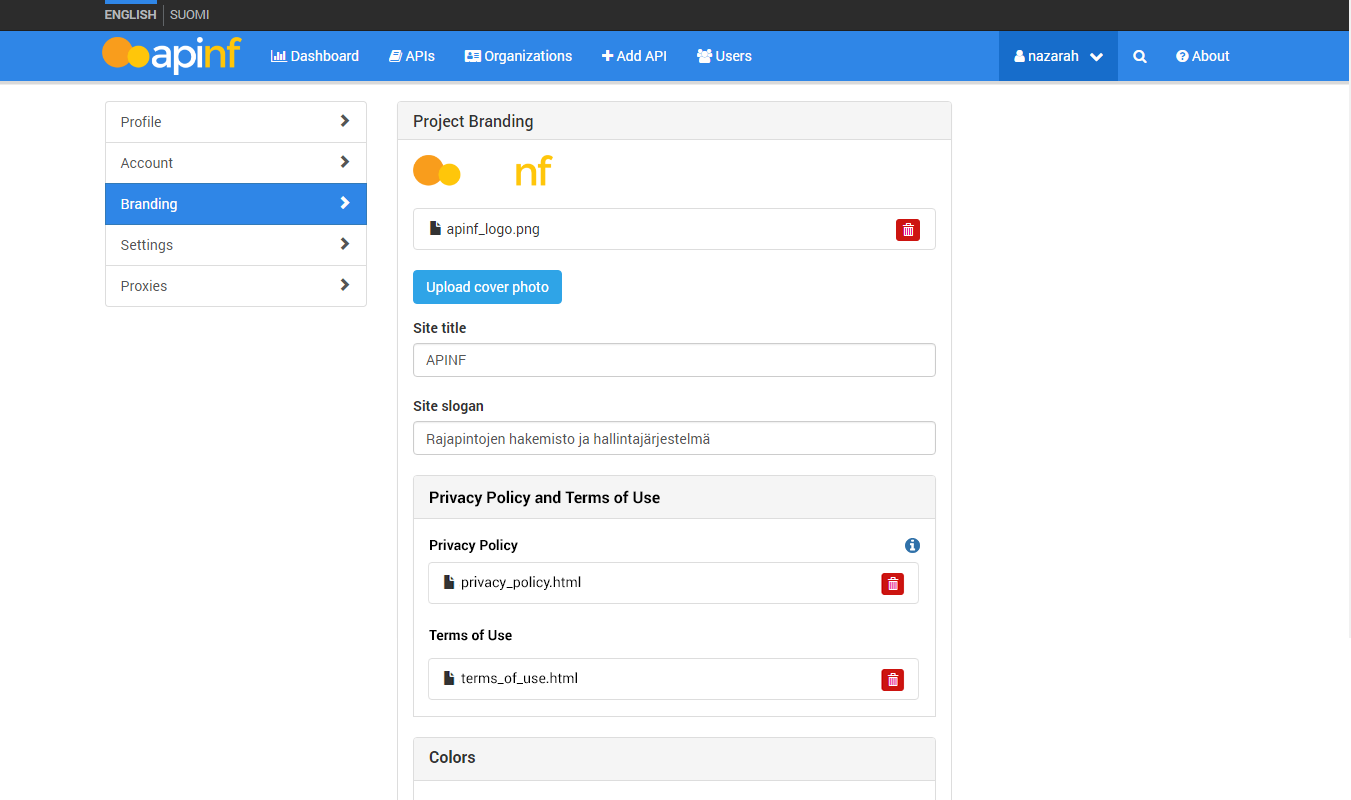 ENGLISH SUOMI
apinf Dashboard APIs Organizations Add API Users nazarah About
Profile
Account
Branding
Settings
Proxies
Project Branding
nf
apinf_logo.png
Upload cover photo
Site title
APINF
Site slogan
Rajapintojen hakemisto ja hallintajärjestelmä
Privacy Policy and Terms of Use
Privacy Policy
privacy_policy.html
Terms of Use
terms_of_use.html
Colors